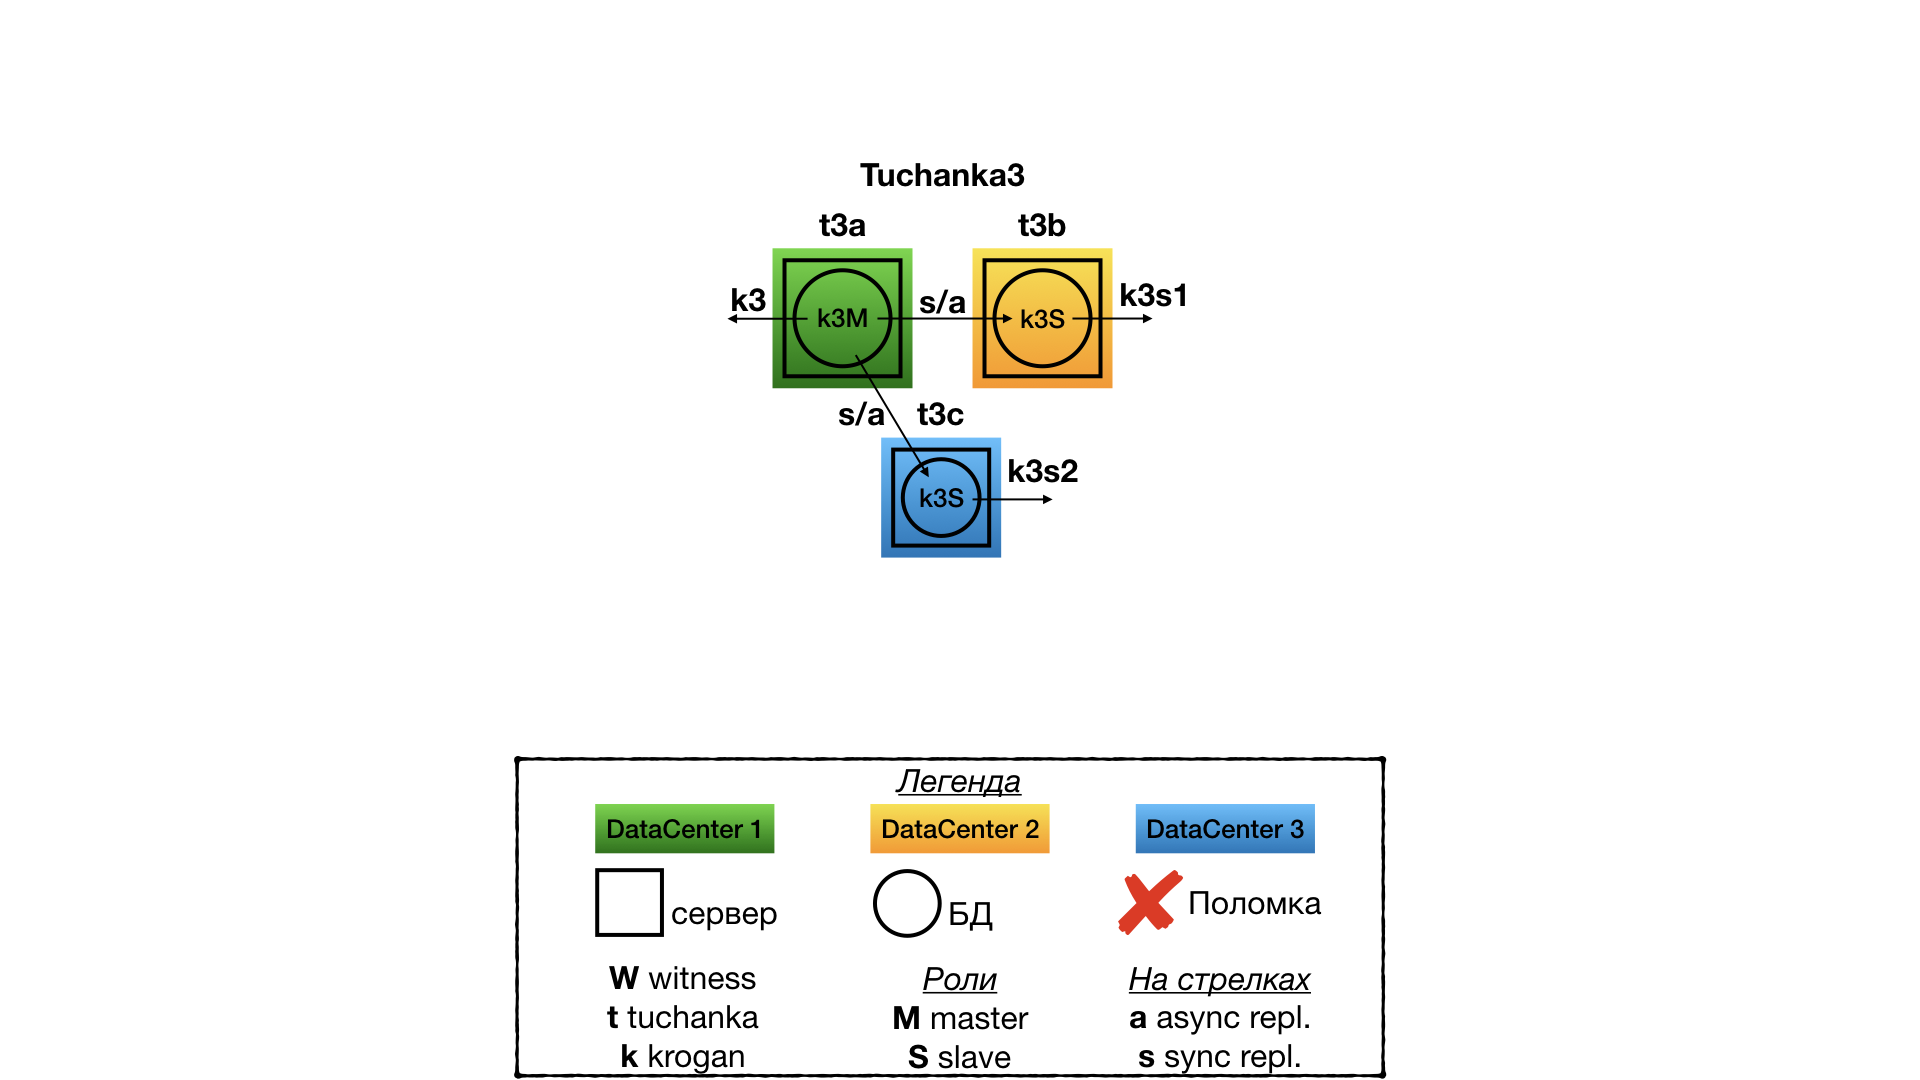 Tuchanka3
t3a
t3b
k3
k3M
s/a
k3S
k3s1
s/a
t3c
k3S
k3s2
Легенда
DataCenter 1
DataCenter 2
DataCenter 3
сервер
БД
Поломка
W witness
Роли
На стрелках
t tuchanka
M master
a async repl.
k krogan
S slave
s sync repl.